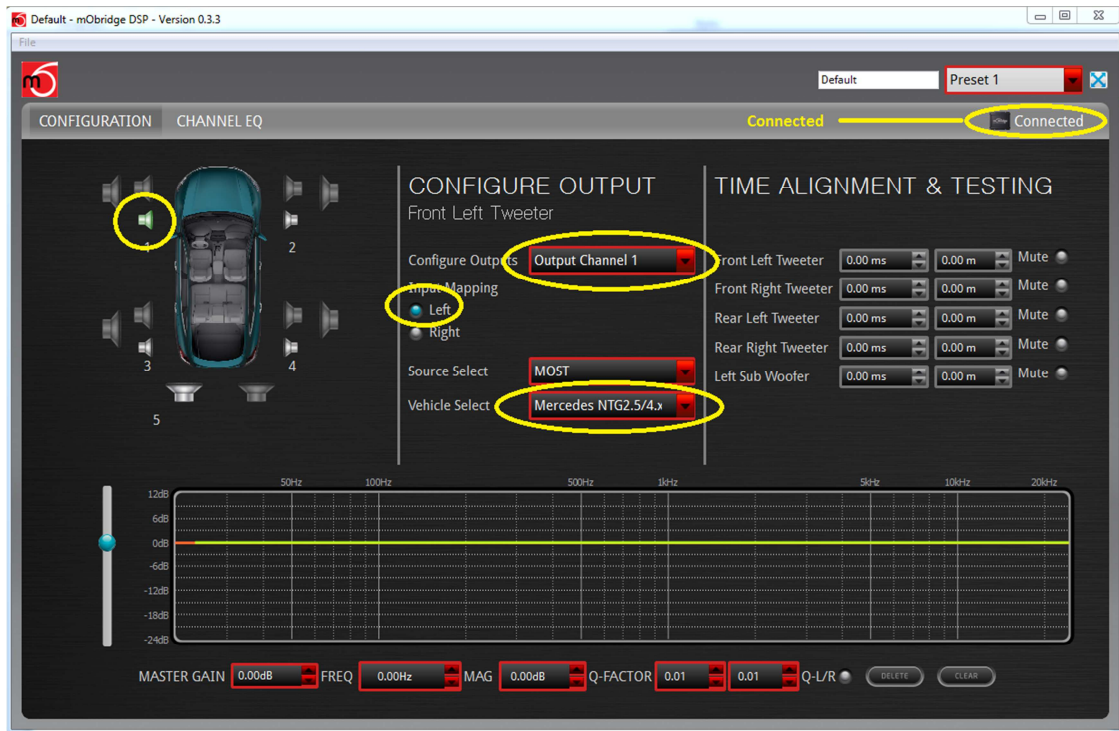 Default - mObridge DSP - Version 0.3.3
File
m6
Default
Preset 1
CONFIGURATION
CHANNEL EQ
Connected
Connected
CONFIGURE OUTPUT
TIME ALIGNMENT & TESTING
Front Left Tweeter
1
2
3
4
5
Configure Outputs
Output Channel 1
Input Mapping
Left
Right
Source Select
MOST
Vehicle Select
Mercedes NTG2.5/4.x
Front Left Tweeter 0.00 ms 0.00 m Mute
Front Right Tweeter 0.00 ms 0.00 m Mute
Rear Left Tweeter 0.00 ms 0.00 m Mute
Rear Right Tweeter 0.00 ms 0.00 m Mute
Left Sub Woofer 0.00 ms 0.00 m Mute
50Hz 100Hz 500Hz 1kHz 5kHz 10kHz 20kHz
12dB
6dB
0dB
-6dB
-12dB
-18dB
-24dB
MASTER GAIN 0.00dB FREQ 0.00Hz MAG 0.00dB Q-FACTOR 0.01 0.01 Q-L/R DELETE CLEAR